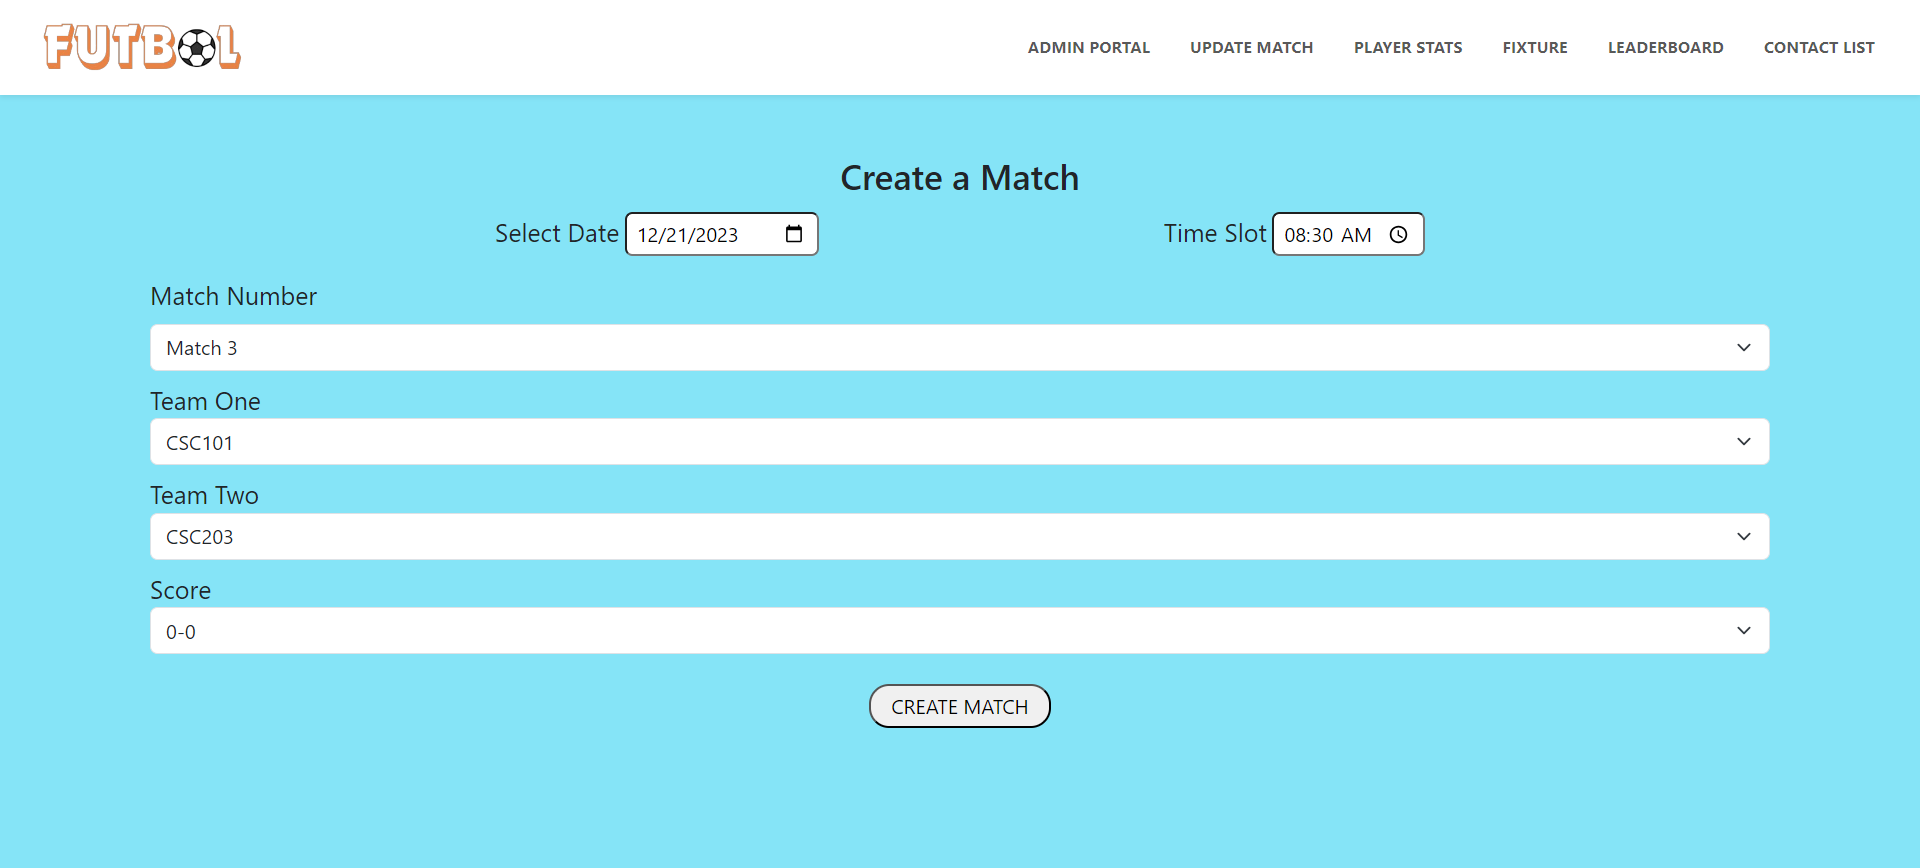 FUTBOL
ADMIN PORTAL UPDATE MATCH PLAYER STATS FIXTURE LEADERBOARD CONTACT LIST
Create a Match
Select Date 12/21/2023 Time Slot 08:30 AM
Match Number
Match 3
Team One
CSC101
Team Two
CSC203
Score
0-0
CREATE MATCH